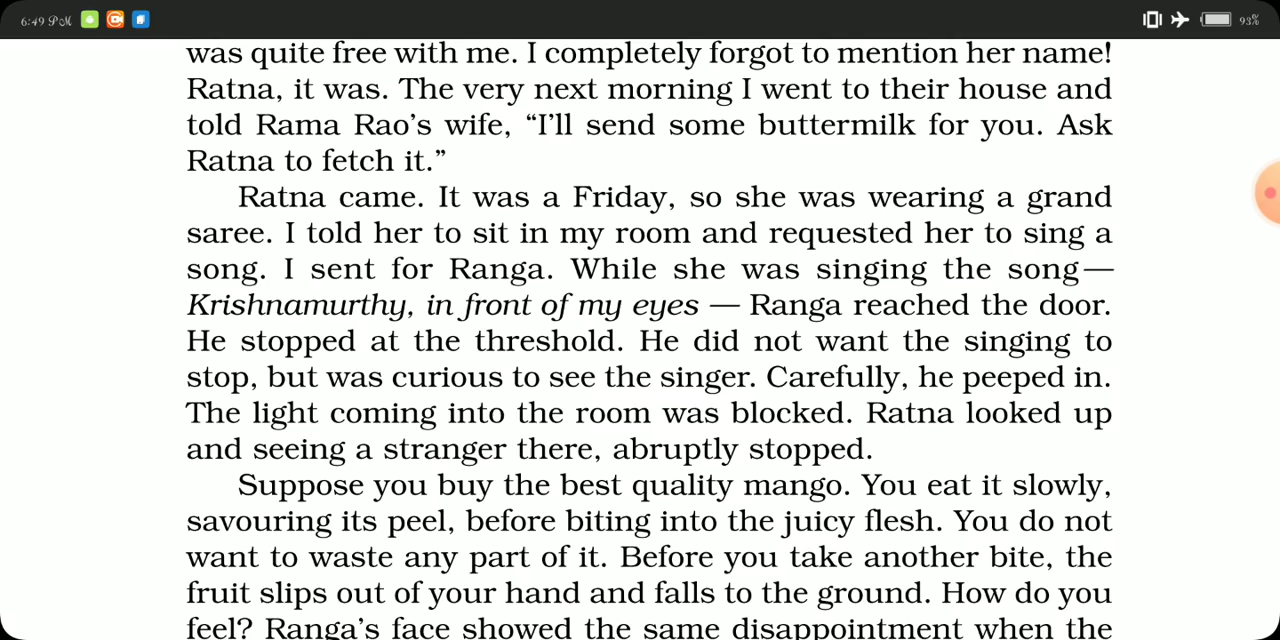 6:49 PM
93%
was quite free with me. I completely forgot to mention her name!
Ratna, it was. The very next morning I went to their house and
told Rama Rao’s wife, “I’ll send some buttermilk for you. Ask
Ratna to fetch it.”
Ratna came. It was a Friday, so she was wearing a grand
saree. I told her to sit in my room and requested her to sing a
song. I sent for Ranga. While she was singing the song—
Krishnamurthy, in front of my eyes — Ranga reached the door.
He stopped at the threshold. He did not want the singing to
stop, but was curious to see the singer. Carefully, he peeped in.
The light coming into the room was blocked. Ratna looked up
and seeing a stranger there, abruptly stopped.
Suppose you buy the best quality mango. You eat it slowly,
savouring its peel, before biting into the juicy flesh. You do not
want to waste any part of it. Before you take another bite, the
fruit slips out of your hand and falls to the ground. How do you
feel? Ranga’s face showed the same disappointment when the